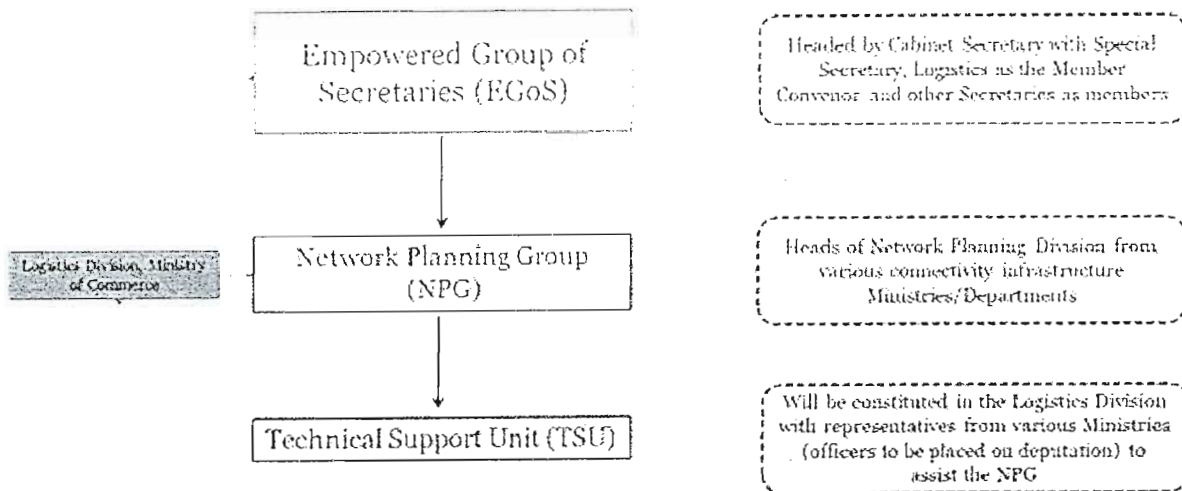 Empowered Group of
Secretaries (EGoS)
Headed by Cabinet Secretary with Special
Secretary, Logistics as the Member
Convenor and other Secretaries as members
Logistics Division, Ministry
of Commerce
Network Planning Group
(NPG)
Heads of Network Planning Division from
various connectivity infrastructure
Ministries/Departments
Technical Support Unit (TSU)
Will be constituted in the Logistics Division
with representatives from various Ministries
(officers to be placed on deputation) to
assist the NPG